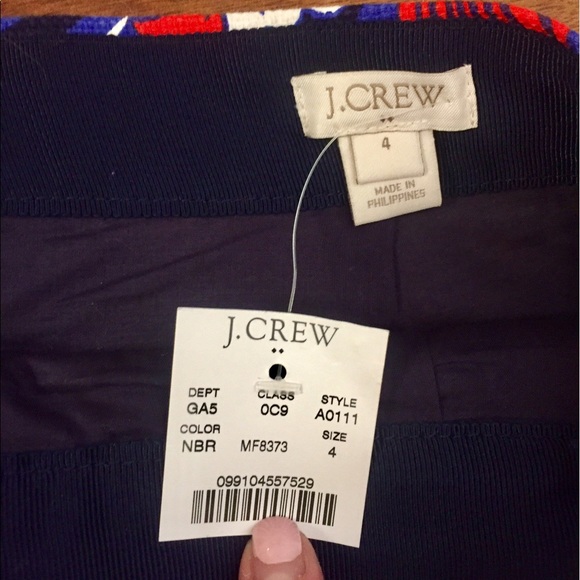 J.CREW
4
MADE IN
PHILIPPINES
J.CREW
DEPT CLASS STYLE
GA5 0C9 A0111
COLOR SIZE
NBR MF8373 4
099104557529